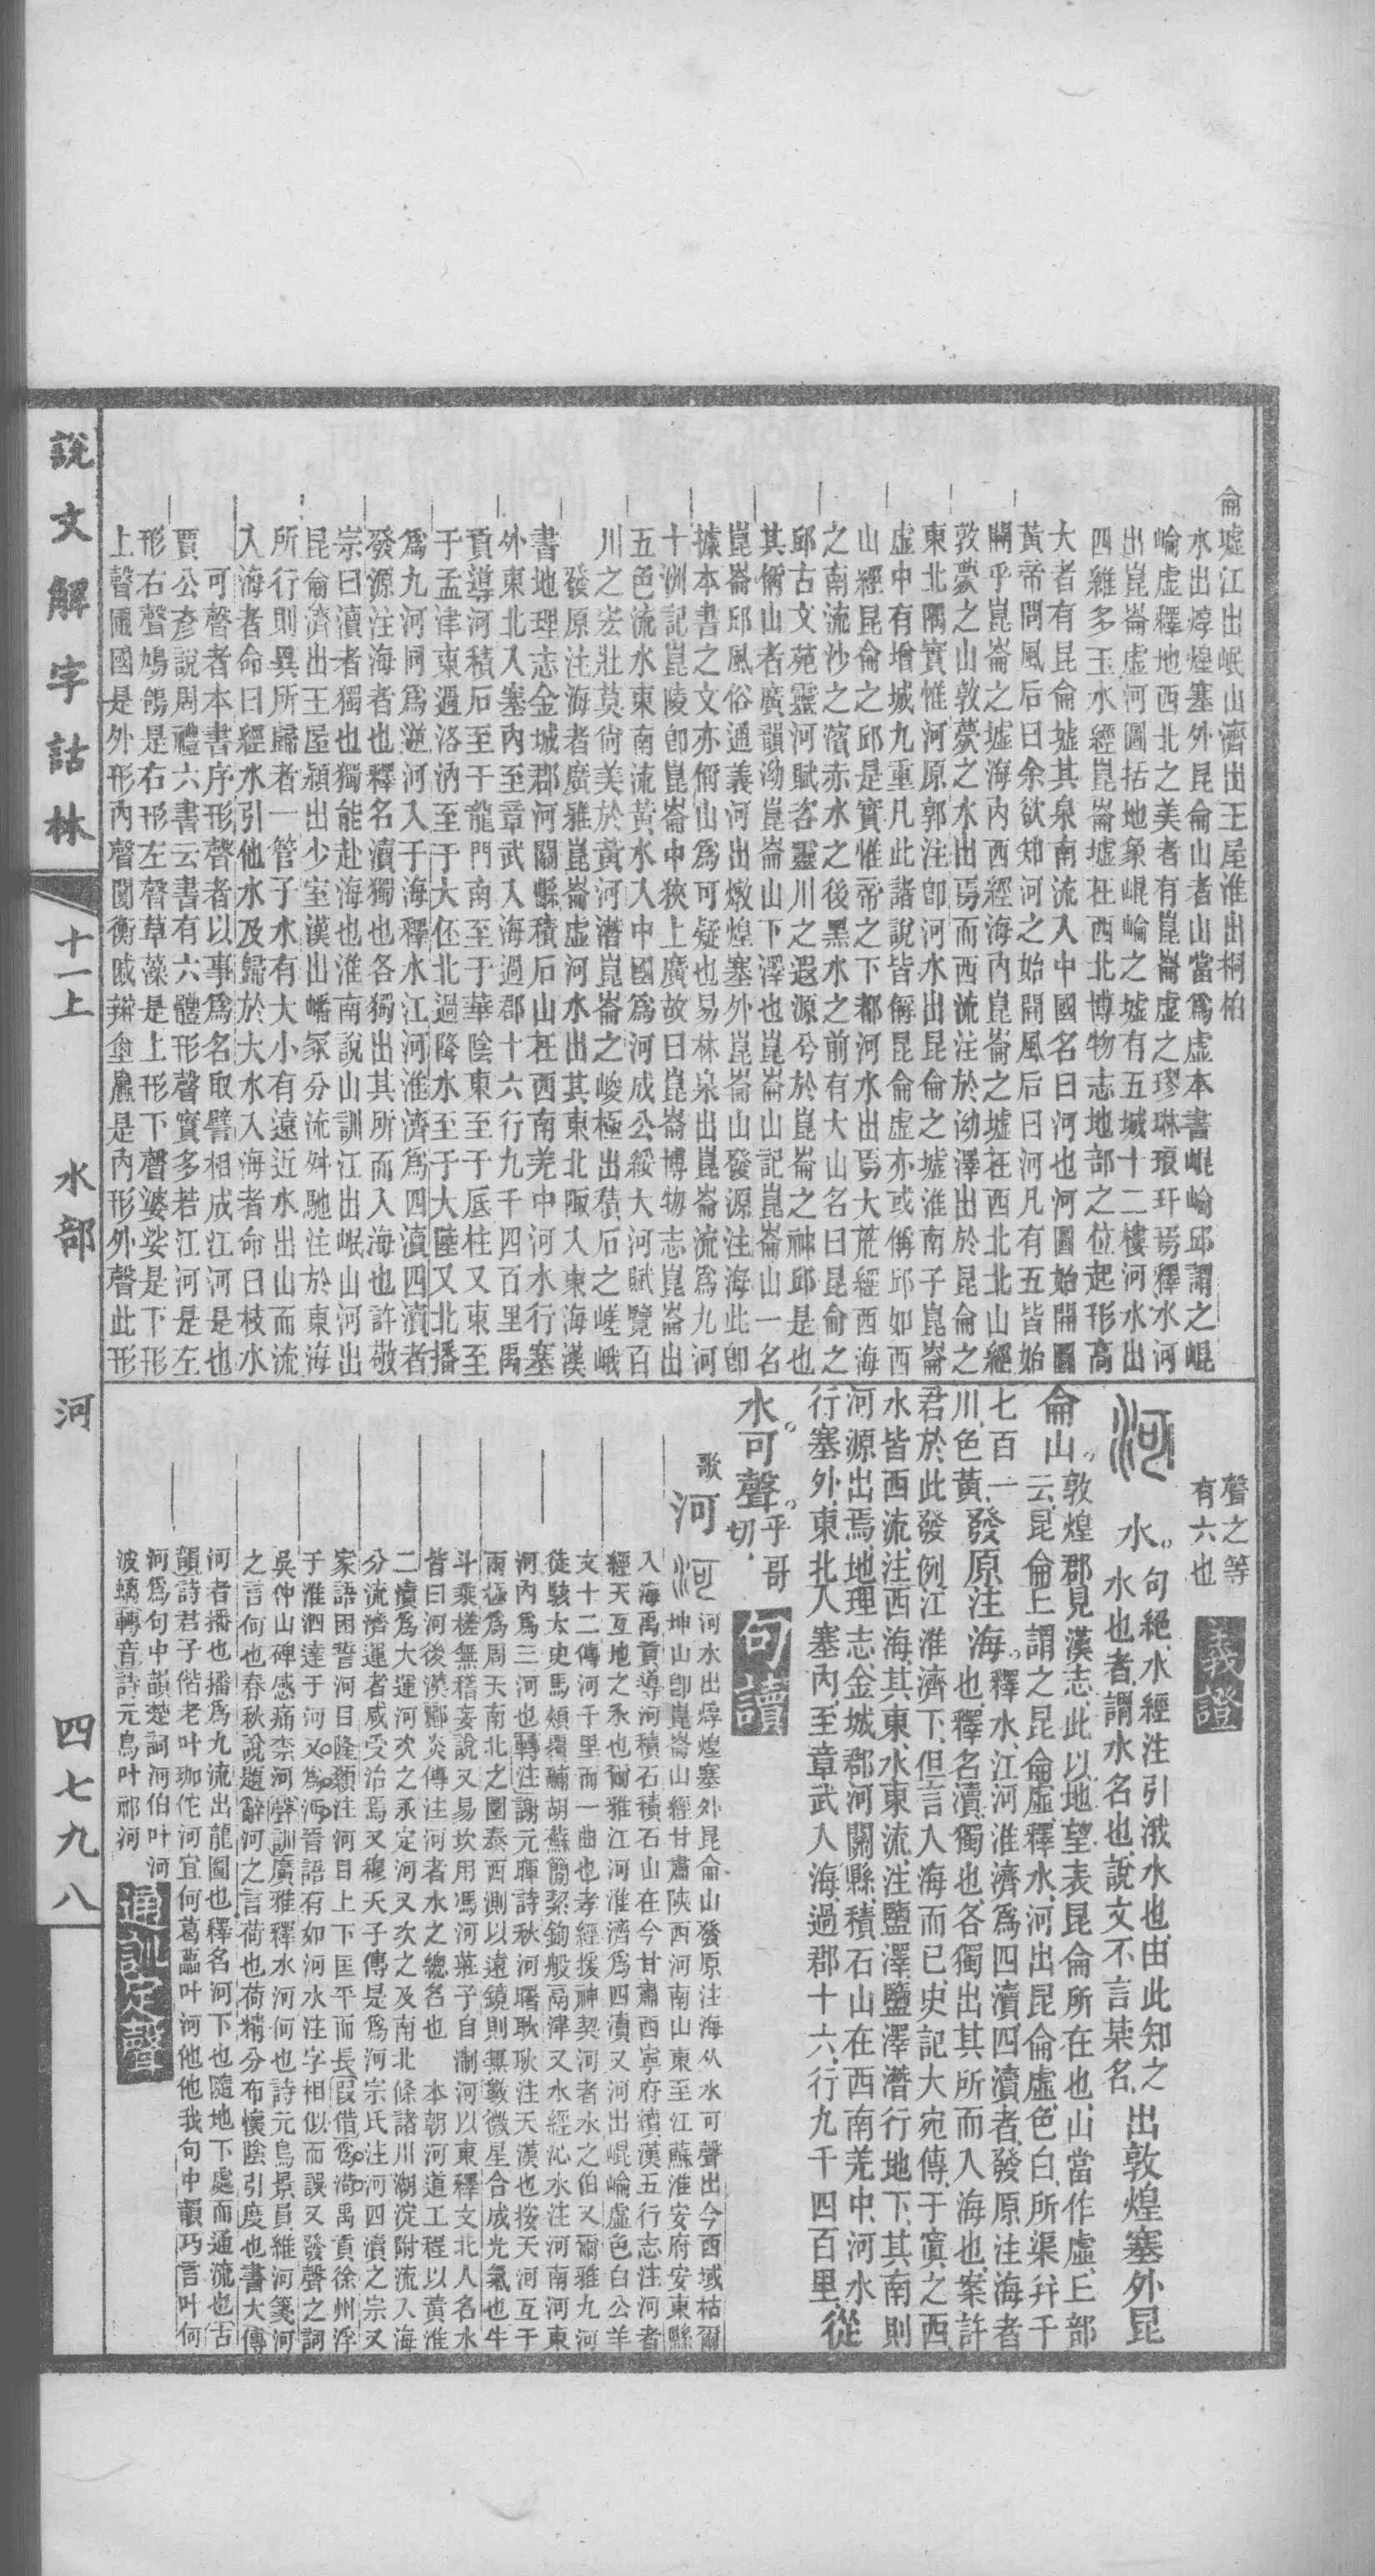 墟江出岷山濟出王屋淮出桐柏
水出焞煌塞外昆侖山者山當爲虛本書崐崘邱謂之崐
崘虛釋地西北之美者有崑崙虛之璆琳琅玕焉釋水河
出崑崙虛河圖括地象崐崘之墟有五城十二樓河水出
四維多玉水經崑崙墟在西北博物志地部之位起形高
大者有昆侖墟其泉南流入中國名曰河也河圖始開圖
黃帝問風后曰余欲知河之始開風后曰河凡有五皆始
開乎崑崙之墟海內西經海內崑崙之墟在西北北山經
敦薨之山敦薨之水出焉而西流注於泑澤出於昆侖之
東北隅實惟河原郭注卽河水出昆侖之墟淮南子崑崙
虛中有增城九重凡此諸說皆偁昆侖虛亦或偁邱如西
山經昆侖之邱是實惟帝之下都河水出焉大荒經西海
之南流沙之濱赤水之後黑水之前有大山名曰昆侖之
邱古文苑靈河賦咨靈川之遐源兮於崑崙之神邱是也
其偁山者廣韻泑崑崙山下澤也崑崙山記崑崙山一名
崑崙邱風俗通義河出燉煌塞外崑崙山發源注海此卽
據本書之文亦偁山爲可疑也易林泉出崑崙流爲九河
十洲記崑陵卽崑崙中狹上廣故曰崑崙博物志崑崙出
五色流水東南流黃水入中國爲河成公綏大河賦覽百
川之宏壯莫尙美於黃河潛崑崙之峻極出積石之嵯峨
發原注海者廣雅崑崙虛河水出其東北陬入東海漢
書地理志金城郡河關縣積石山在西南羌中河水行塞
外東北入塞內至章武入海過郡十六行九千四百里禹
貢導河積石至于龍門南至于華陰東至于底柱又東至
于孟津東過洛汭至于大伾北過降水至于大陸又北播
爲九河同爲逆河入于海釋水江河淮濟爲四瀆四瀆者
發源注海者也釋名瀆獨也各獨出其所而入海也許敬
宗曰瀆者獨也獨能赴海也淮南說山訓江出岷山河出
昆侖濟出王屋潁出少室漢出嶓冢分流舛馳注於東海
所行則異所歸者一管子水有大小有遠近水出山而流
入海者命曰經水引他水及歸於大水入海者命曰枝水
可聲者本書序形聲者以事爲名取譬相成江河是也
賈公彥說周禮六書云書有六體形聲實多若江河是左
形右聲鳩鴿是右形左聲草藻是上形下聲婆娑是下形
上聲圃國是外形內聲闠衡是內形外聲此形
聲之等
有六也
義證
河 水。句絕、水經注引涐水也、由此知之
水也者、謂水名也、說文不言某名、出敦煌塞外昆
侖山。敦煌郡見漢志、此以地望表昆侖所在也、山當作虛、丘部
云、昆侖上謂之昆侖虛、釋水、河出昆侖虛、色白、所渠幷千
七百一川、色黃、發原注海。釋水、江河淮濟爲四瀆、四瀆者、發原注海者
也、釋名瀆、獨也、各獨出其所而入海也、案許
君於此發例、江淮濟下、但言入海而已、史記大宛傳、于窴之西、
水皆西流、注西海、其東、水東流、注鹽澤、鹽澤潛行地下、其南則
河源出焉、地理志、金城郡河關縣、積石山在西南羌中、河水
行塞外、東北入塞內、至章武入海、過郡十六、行九千四百里、從
水。可聲。乎哥切、
句讀
歌
河
河水出焞煌塞外昆侖山發原注海从水可聲出今西域枯爾
坤山卽崑崙山經甘肅陝西河南山東至江蘇淮安府安東縣
入海禹貢導河積石積石山在今甘肅西寧府續漢五行志注河者
經天亙地之水也爾雅江河淮濟爲四瀆又河出崐崘虛色白公羊
文十二傳河千里而一曲也孝經援神契河者水之伯又爾雅九河
徒駭太史馬頰覆鬴胡蘇簡絜鉤般鬲津又水經沁水注河南河東
河內爲三河也轉注謝元暉詩秋河曙耿耿注天漢也按天河互于
兩極爲周天南北之圍泰西測以遠鏡則無數微星合成光氣也牛
斗乘槎無稽妄說又易坎用馮河莊子自淛河以東釋文北人名水
皆曰河後漢酈炎傳注河者水之總名也 本朝河道工程以黃淮
二瀆爲大運河次之永定河又次之及南北條諸川湖淀附流入海
分流濟運者咸受治焉又穆天子傳是爲河宗氏注河四瀆之宗又
家語困誓河目隆顙注河目上下匡平而長假借爲菏禹貢徐州浮
于淮泗達于河又爲沔晉語有如河水注字相似而誤又發聲之詞
吳仲山碑感痛柰河聲訓廣雅釋水河何也詩元鳥景員維河箋河
之言何也春秋說題辭河之言荷也荷精分布懷陰引度也書大傳
河者播也播爲九流出龍圖也釋名河下也隨地下處而通流也古
韻詩君子偕老叶珈佗河宜何葛藟叶河他他我句中韻巧言叶何
河爲句中韻楚詞河伯叶河
波螭轉音詩元鳥叶祁河
通訓定聲
說文解字詁林 十一上 水部 河 四七九八